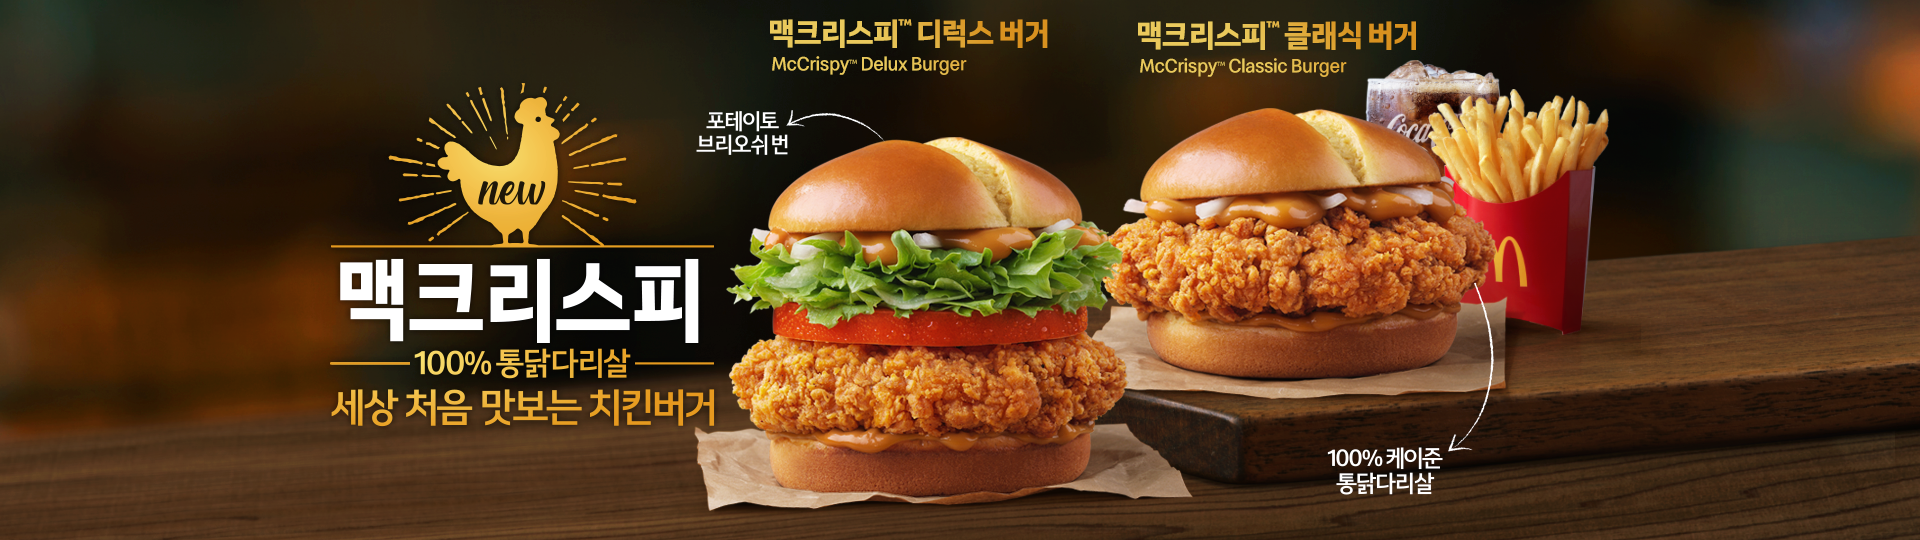 new
맥크리스피
100% 통닭다리살
세상 처음 맛보는 치킨버거
맥크리스피™ 디럭스 버거
McCrispy™ Delux Burger
포테이토
브리오쉬 번
맥크리스피™ 클래식 버거
McCrispy™ Classic Burger
Coca
100% 케이준
통닭다리살